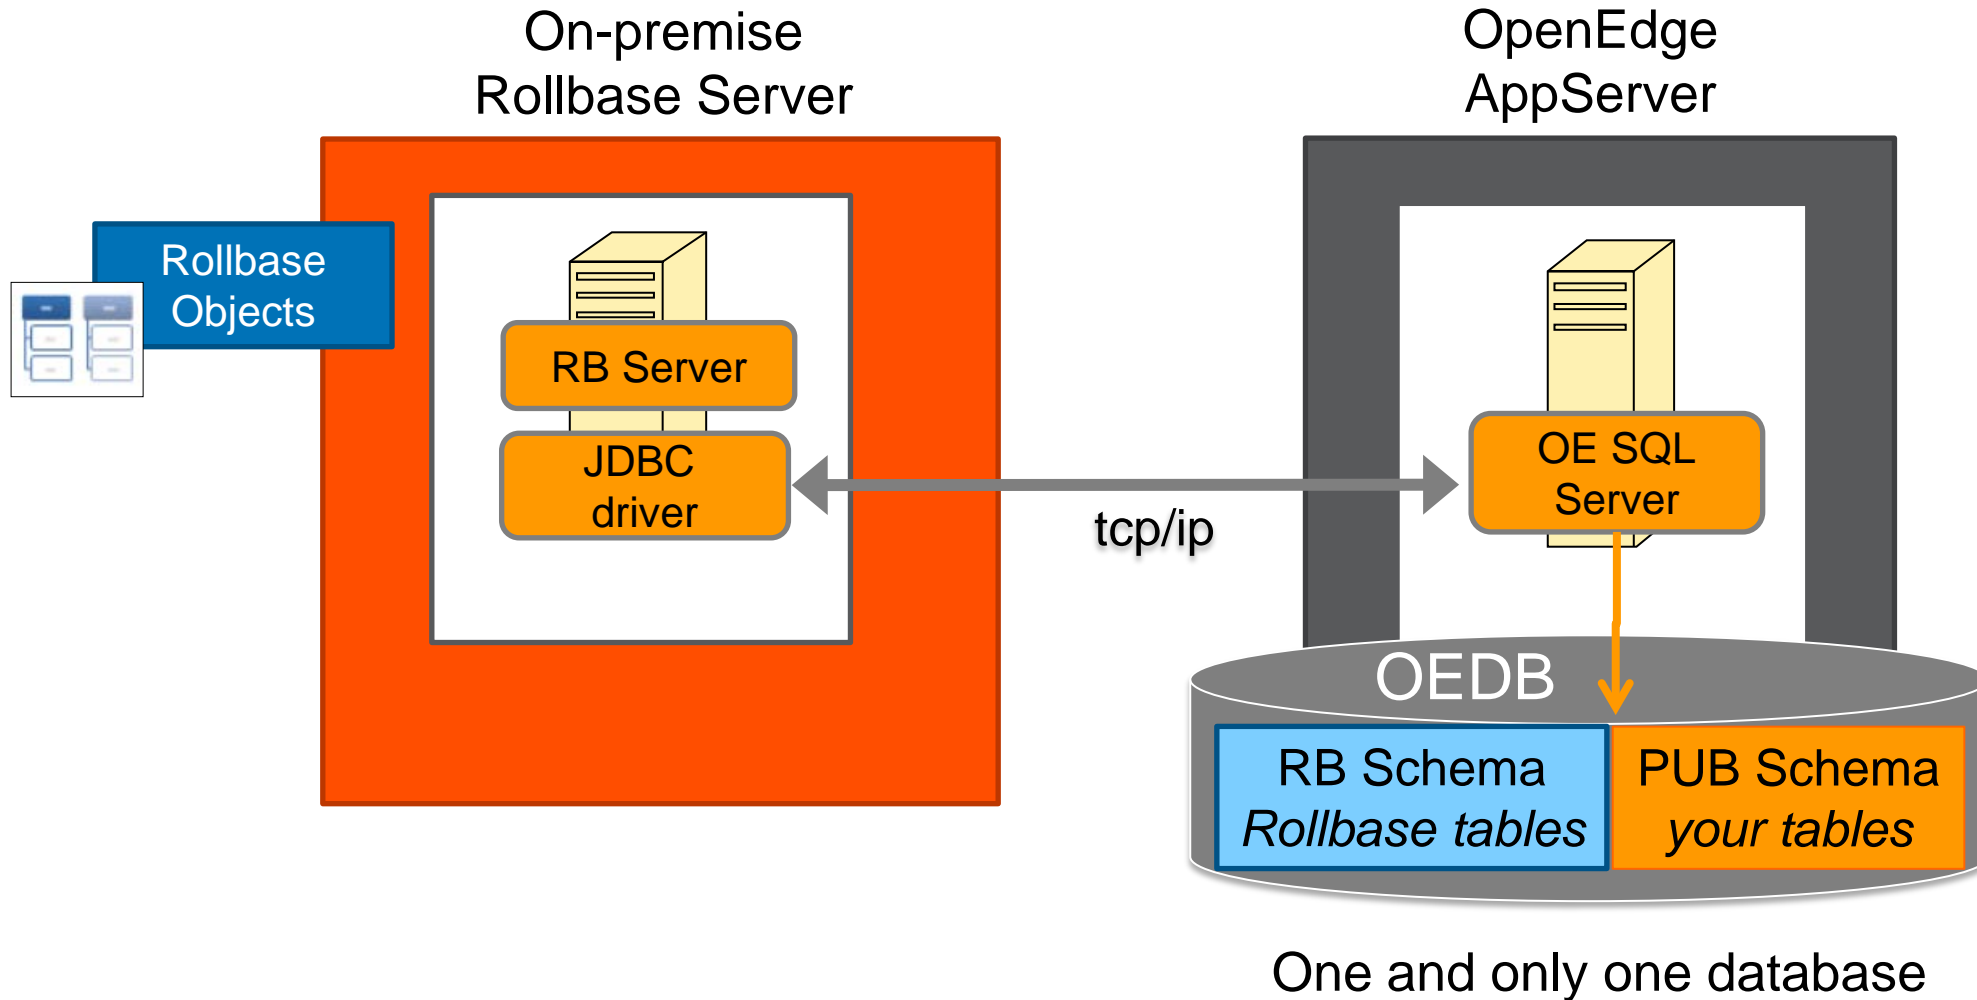 On-premise
Rollbase Server
OpenEdge
AppServer
Rollbase
Objects
RB Server
JDBC
driver
tcp/ip
OE SQL
Server
OEDB
RB Schema
Rollbase tables
PUB Schema
your tables
One and only one database